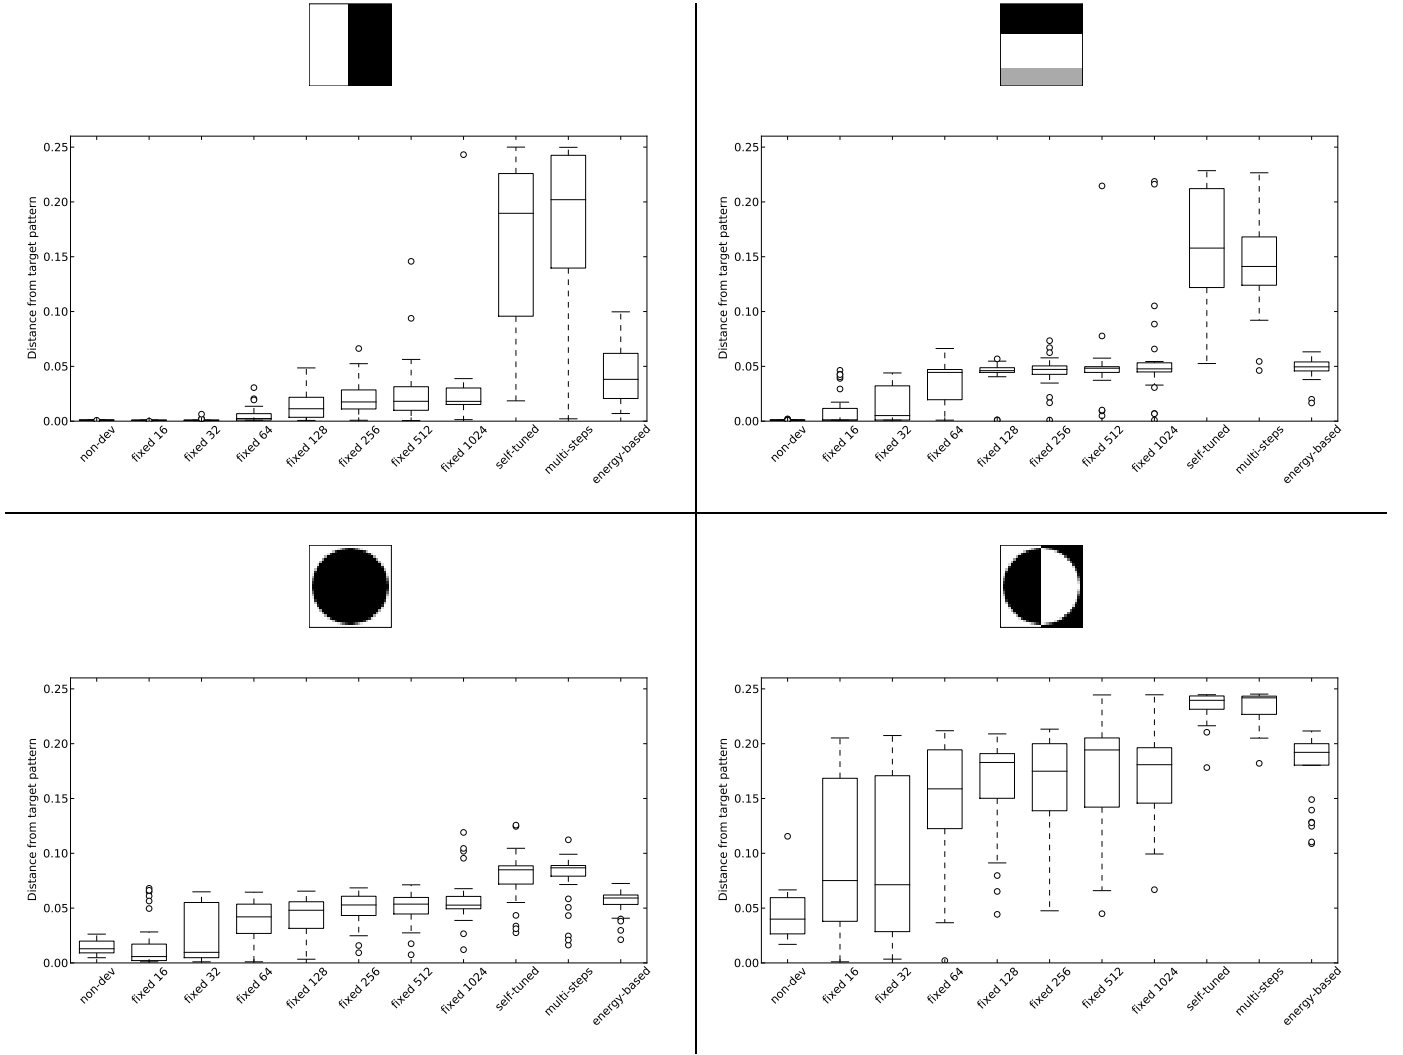 0.25
0.20
0.15
0.10
0.05
0.00
Distance from target pattern
non-dev
fixed 16
fixed 32
fixed 64
fixed 128
fixed 256
fixed 512
fixed 1024
self-tuned
multi-steps
energy-based
0.25
0.20
0.15
0.10
0.05
0.00
Distance from target pattern
non-dev
fixed 16
fixed 32
fixed 64
fixed 128
fixed 256
fixed 512
fixed 1024
self-tuned
multi-steps
energy-based
0.25
0.20
0.15
0.10
0.05
0.00
Distance from target pattern
non-dev
fixed 16
fixed 32
fixed 64
fixed 128
fixed 256
fixed 512
fixed 1024
self-tuned
multi-steps
energy-based
0.25
0.20
0.15
0.10
0.05
0.00
Distance from target pattern
non-dev
fixed 16
fixed 32
fixed 64
fixed 128
fixed 256
fixed 512
fixed 1024
self-tuned
multi-steps
energy-based